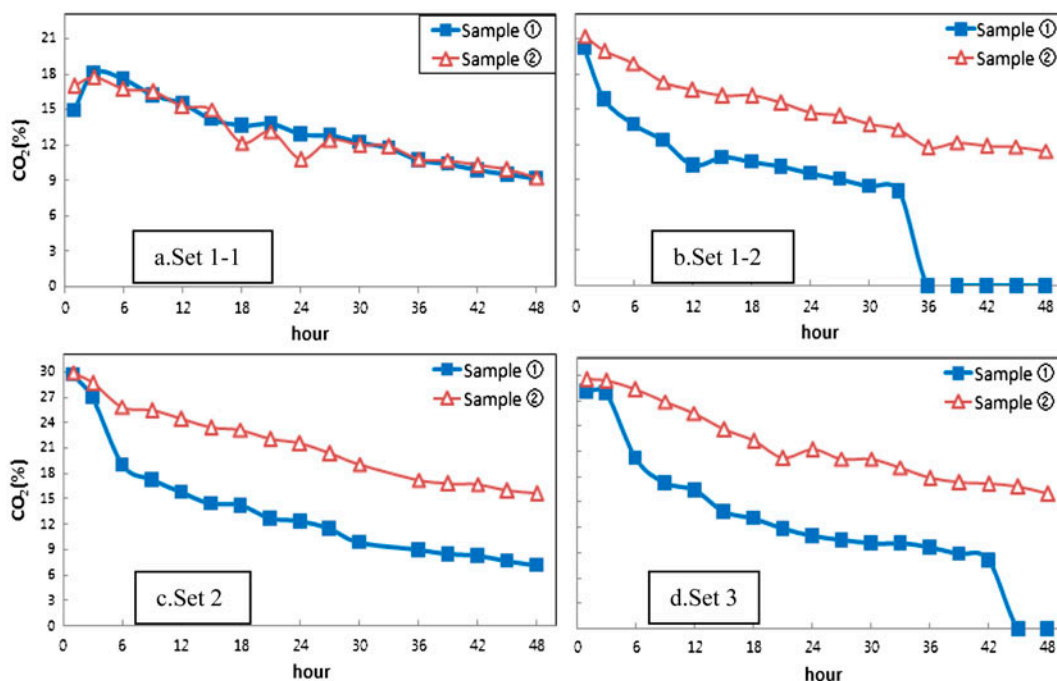 Sample ①
Sample ②
21
18
15
12
9
6
3
0
CO₂(%)
a.Set 1-1
0 6 12 18 24 30 36 42 48
hour
Sample ①
Sample ②
b.Set 1-2
0 6 12 18 24 30 36 42 48
hour
Sample ①
Sample ②
30
27
24
21
18
15
12
9
6
3
0
CO₂(%)
c.Set 2
0 6 12 18 24 30 36 42 48
hour
Sample ①
Sample ②
d.Set 3
0 6 12 18 24 30 36 42 48
hour